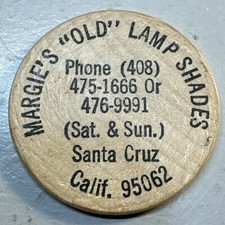 MARGIE'S "OLD" LAMP SHADES
Phone (408)
475-1666 Or
476-9991
(Sat. & Sun.)
Santa Cruz
Calif. 95062